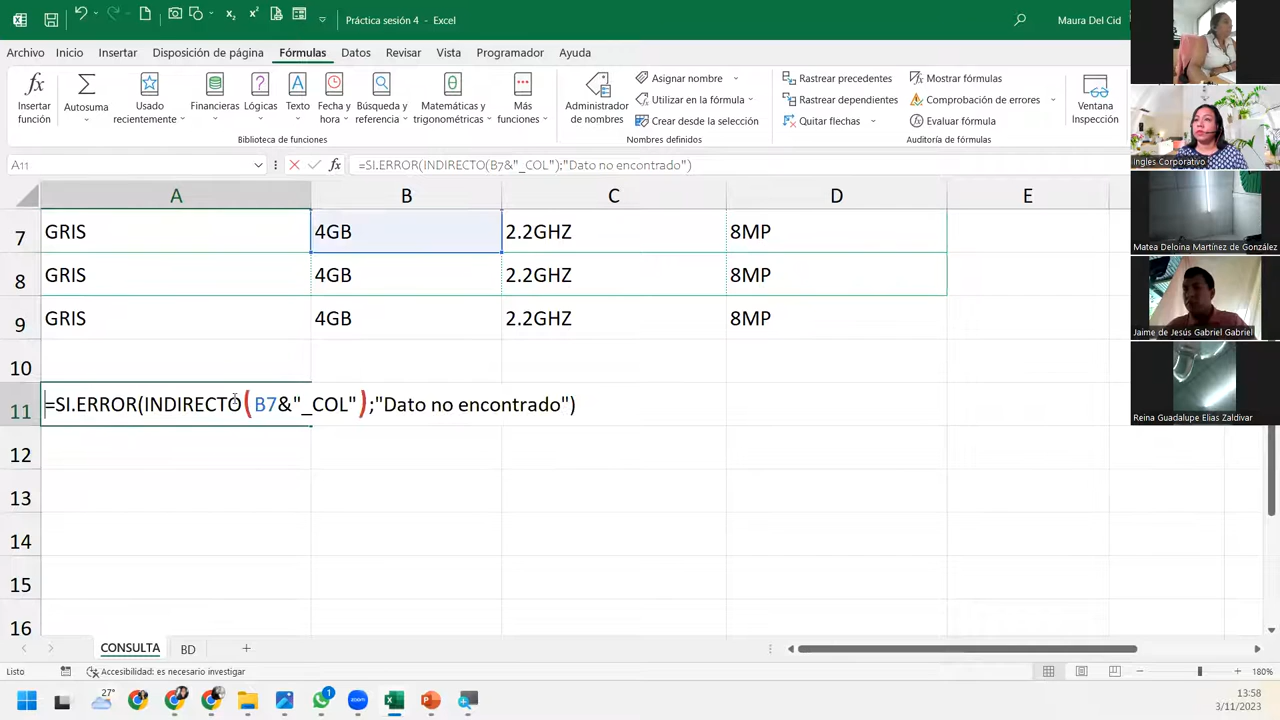 Práctica sesión 4 - Excel
Maura Del Cid
Archivo Inicio Insertar Disposición de página Fórmulas Datos Revisar Vista Programador Ayuda
Insertar función
Autosuma
Usado recientemente
Financieras
Lógicas
Texto
Fecha y hora
Búsqueda y referencia
Matemáticas y trigonométricas
Más funciones
Biblioteca de funciones
Administrador de nombres
Asignar nombre
Utilizar en la fórmula
Crear desde la selección
Nombres definidos
Rastrear precedentes
Rastrear dependientes
Quitar flechas
Mostrar fórmulas
Comprobación de errores
Evaluar fórmula
Auditoría de fórmulas
Ventana Inspección
A11 fx =SI.ERROR(INDIRECTO(B7&"_COL");"Dato no encontrado")
A B C D E
7 GRIS 4GB 2.2GHZ 8MP
8 GRIS 4GB 2.2GHZ 8MP
9 GRIS 4GB 2.2GHZ 8MP
10
11 =SI.ERROR(INDIRECTO(B7&"_COL");"Dato no encontrado")
12
13
14
15
16
Ingles Corporativo
Matea Deloina Martínez de González
Jaime de Jesús Gabriel Gabriel
Reina Guadalupe Elias Zaldivar
CONSULTA BD
Listo Accesibilidad: es necesario investigar 180%
27°
1
zoom
13:58
3/11/2023